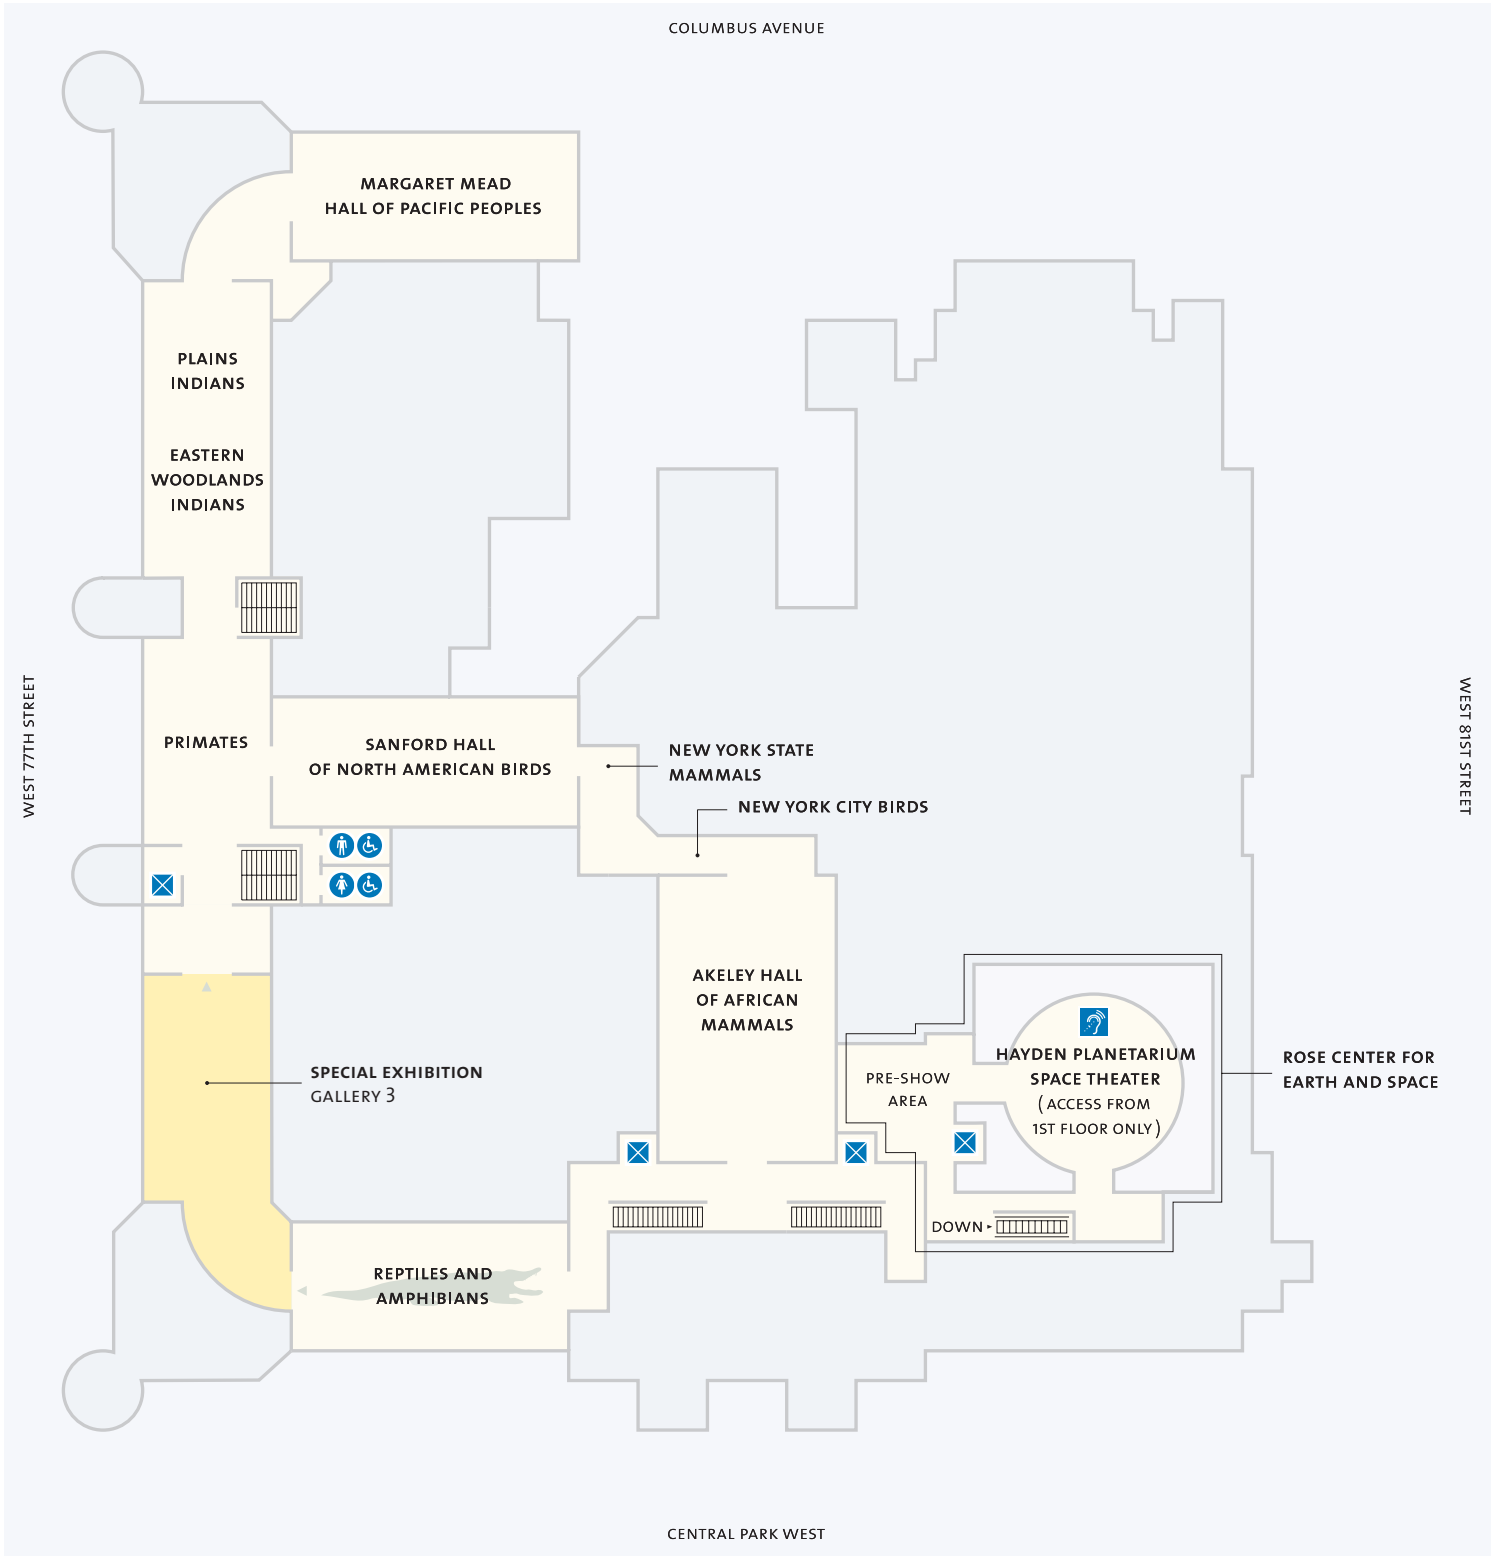 COLUMBUS AVENUE
MARGARET MEAD
HALL OF PACIFIC PEOPLES
PLAINS
INDIANS
EASTERN
WOODLANDS
INDIANS
WEST 77TH STREET
WEST 81ST STREET
PRIMATES
SANFORD HALL
OF NORTH AMERICAN BIRDS
NEW YORK STATE
MAMMALS
NEW YORK CITY BIRDS
AKELEY HALL
OF AFRICAN
MAMMALS
HAYDEN PLANETARIUM
SPACE THEATER
(ACCESS FROM
1ST FLOOR ONLY)
PRE-SHOW
AREA
ROSE CENTER FOR
EARTH AND SPACE
SPECIAL EXHIBITION
GALLERY 3
DOWN
REPTILES AND
AMPHIBIANS
CENTRAL PARK WEST